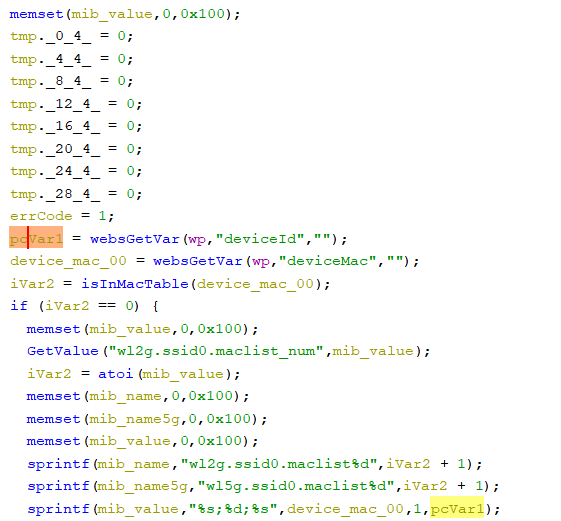 memset(mib_value,0,0x100);
tmp._0_4_ = 0;
tmp._4_4_ = 0;
tmp._8_4_ = 0;
tmp._12_4_ = 0;
tmp._16_4_ = 0;
tmp._20_4_ = 0;
tmp._24_4_ = 0;
tmp._28_4_ = 0;
errCode = 1;
pcVar1 = websGetVar(wp,"deviceId","");
device_mac_00 = websGetVar(wp,"deviceMac","");
iVar2 = isInMacTable(device_mac_00);
if (iVar2 == 0) {
  memset(mib_value,0,0x100);
  GetValue("wl2g.ssid0.maclist_num",mib_value);
  iVar2 = atoi(mib_value);
  memset(mib_name,0,0x100);
  memset(mib_name5g,0,0x100);
  memset(mib_value,0,0x100);
  sprintf(mib_name,"wl2g.ssid0.maclist%d",iVar2 + 1);
  sprintf(mib_name5g,"wl5g.ssid0.maclist%d",iVar2 + 1);
  sprintf(mib_value,"%s;%d;%s",device_mac_00,1,pcVar1);